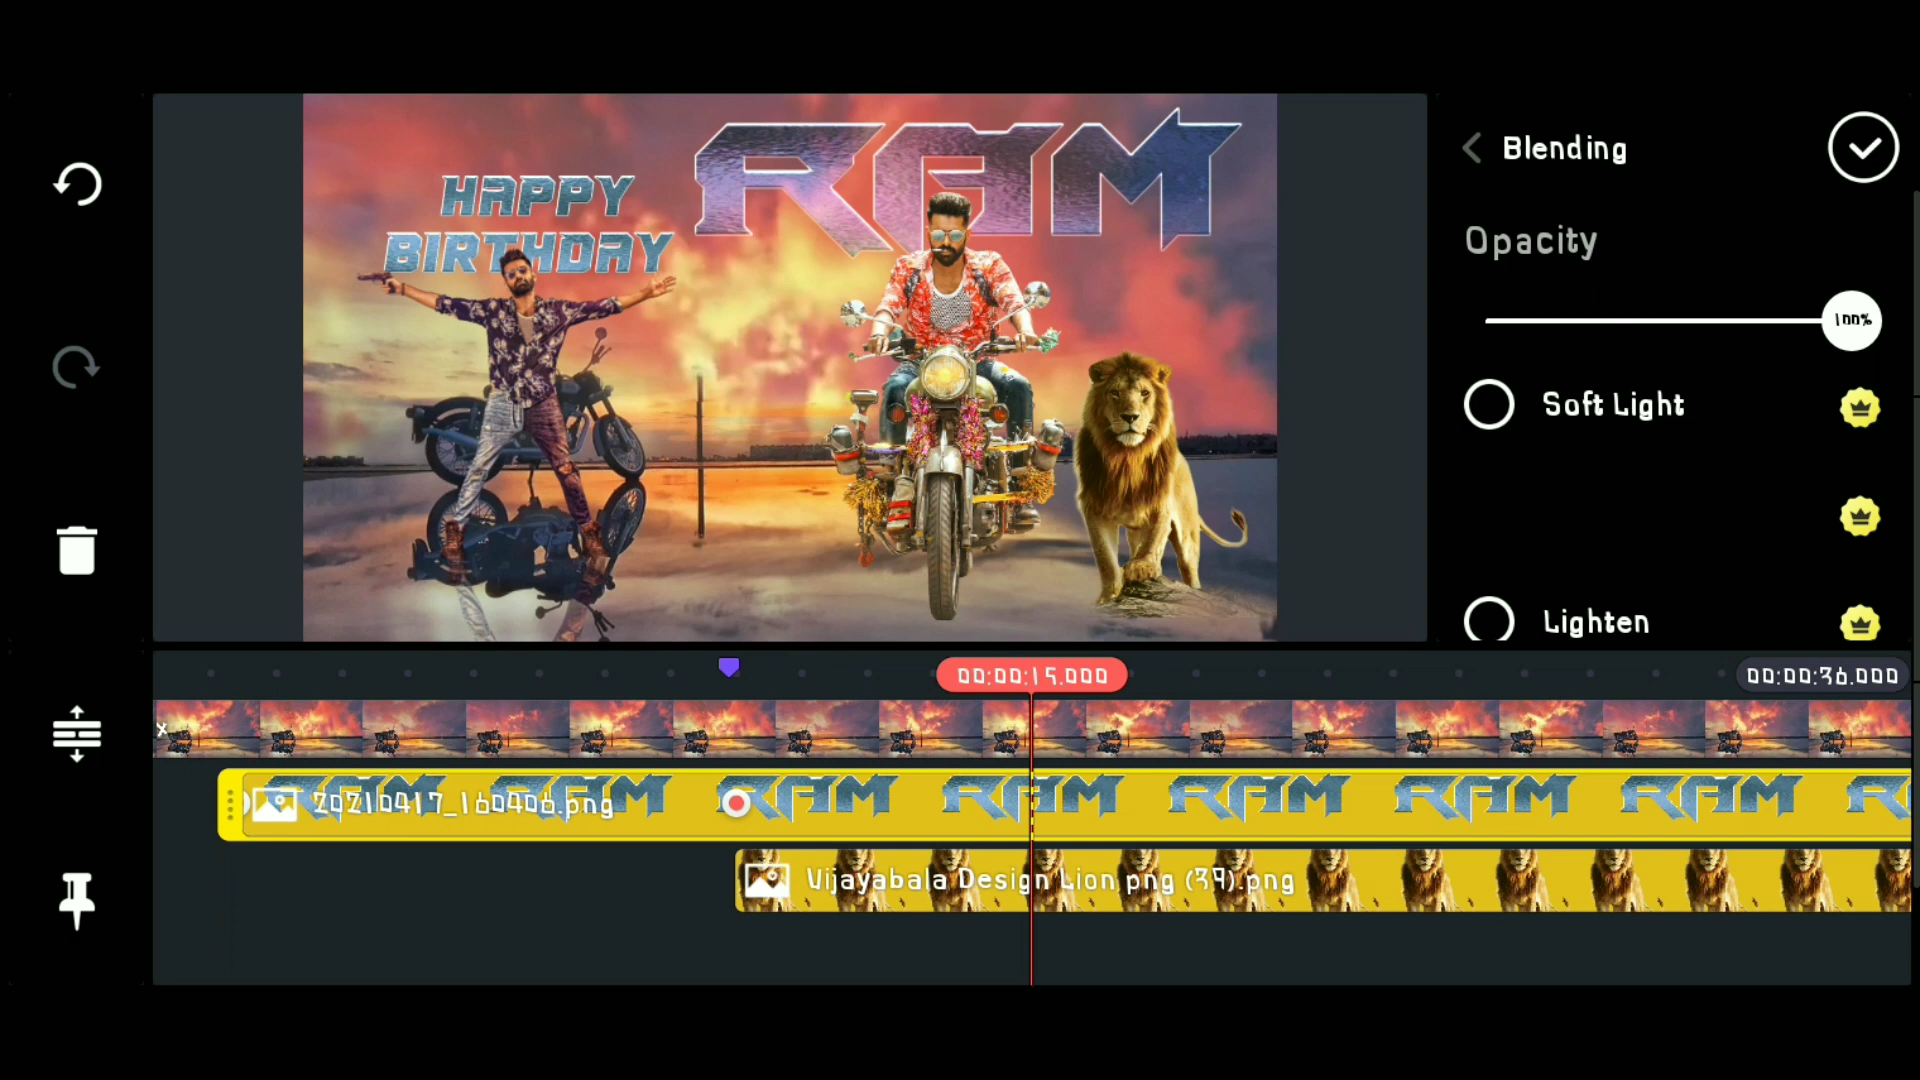 HAPPY
BIRTHDAY
RAM
Blending
Opacity
100%
Soft Light
Lighten
00:00:15.000
00:00:36.000
20210417_160406.png
Vijayabala Design Lion png (39).png